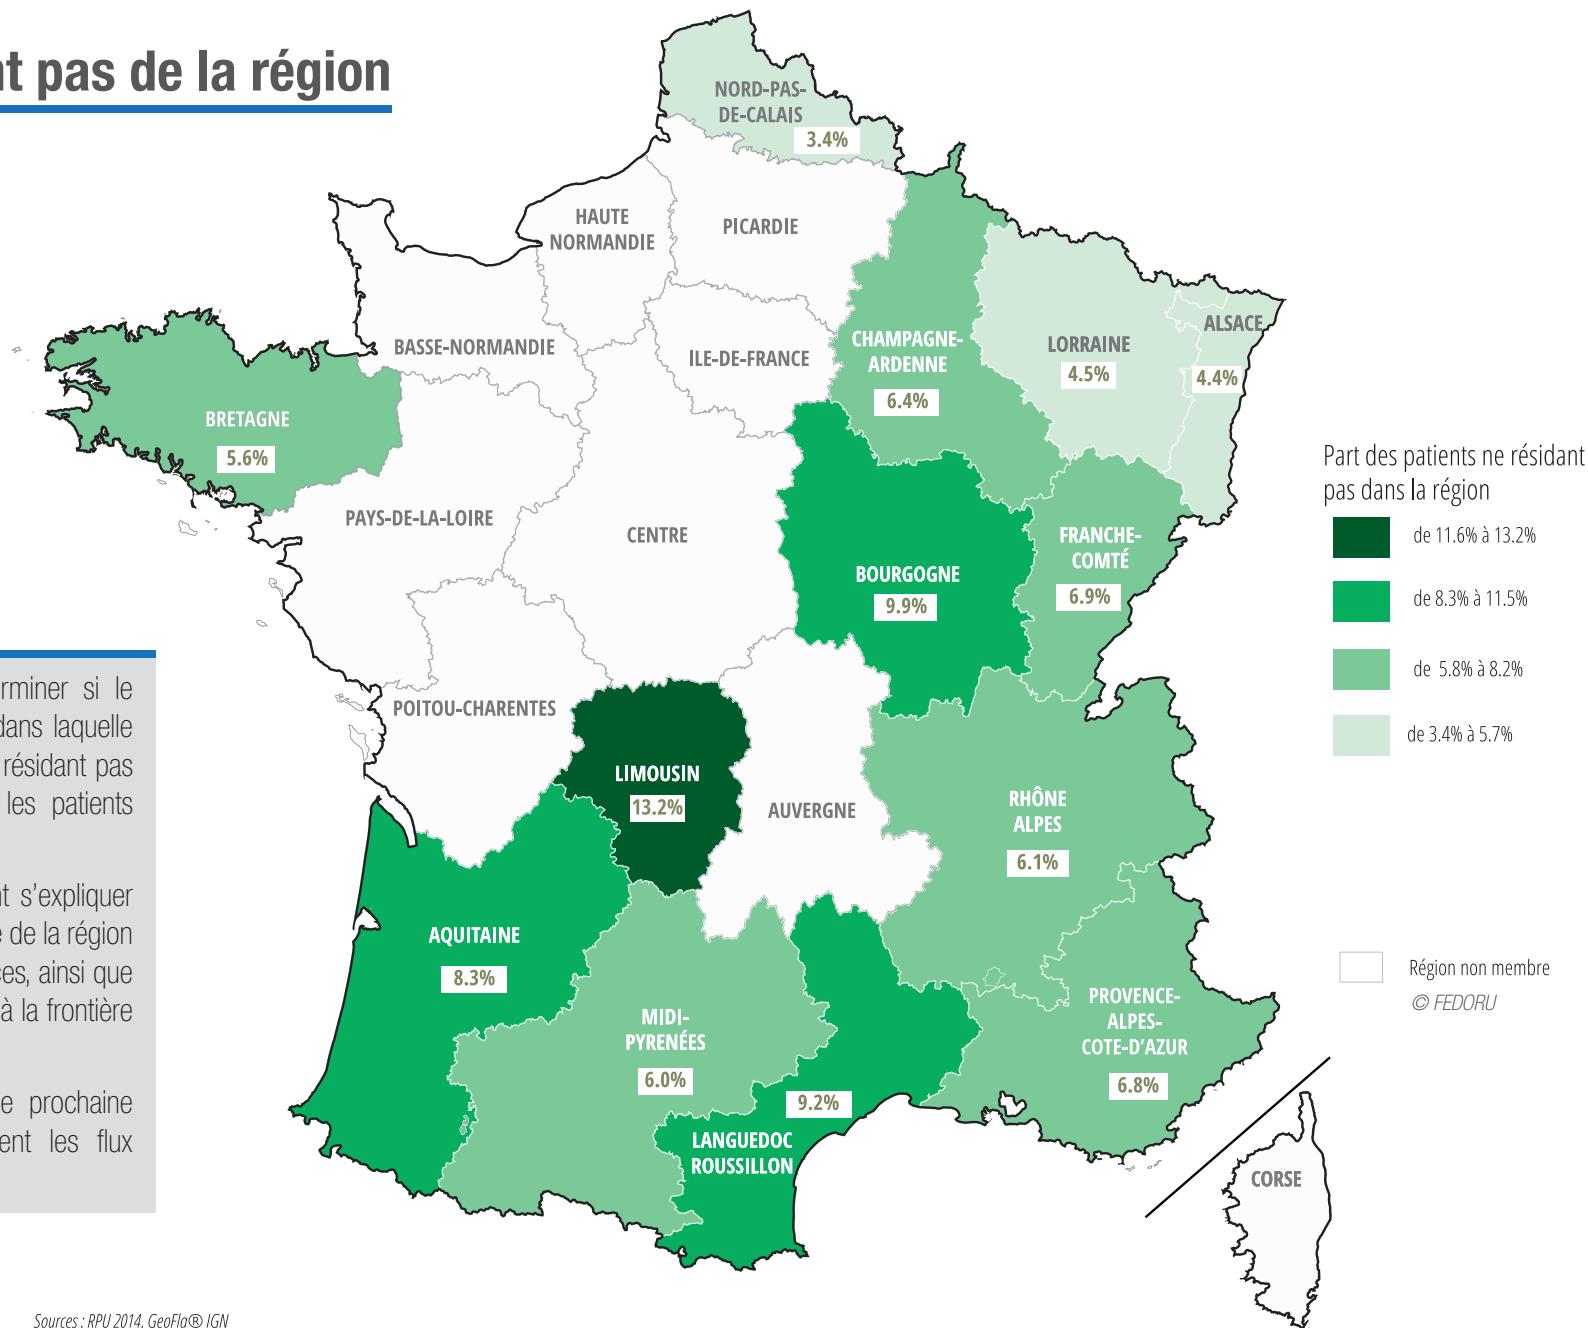 nt pas de la région
NORD-PAS-
DE-CALAIS
3.4%
HAUTE
NORMANDIE
PICARDIE
BASSE-NORMANDIE
ILE-DE-FRANCE
CHAMPAGNE-
ARDENNE
6.4%
LORRAINE
4.5%
ALSACE
4.4%
BRETAGNE
5.6%
PAYS-DE-LA-LOIRE
CENTRE
BOURGOGNE
9.9%
FRANCHE-
COMTÉ
6.9%
POITOU-CHARENTES
LIMOUSIN
13.2%
AUVERGNE
RHÔNE
ALPES
6.1%
AQUITAINE
8.3%
MIDI-
PYRENÉES
6.0%
LANGUEDOC
ROUSSILLON
9.2%
PROVENCE-
ALPES-
COTE-D'AZUR
6.8%
CORSE
Part des patients ne résidant
pas dans la région
de 11.6% à 13.2%
de 8.3% à 11.5%
de 5.8% à 8.2%
de 3.4% à 5.7%
Région non membre
© FEDORU
rminer si le
dans laquelle
résidant pas
les patients
nt s'expliquer
e de la région
ces, ainsi que
à la frontière
e prochaine
ent les flux
Sources : RPU 2014, GeoFla® IGN